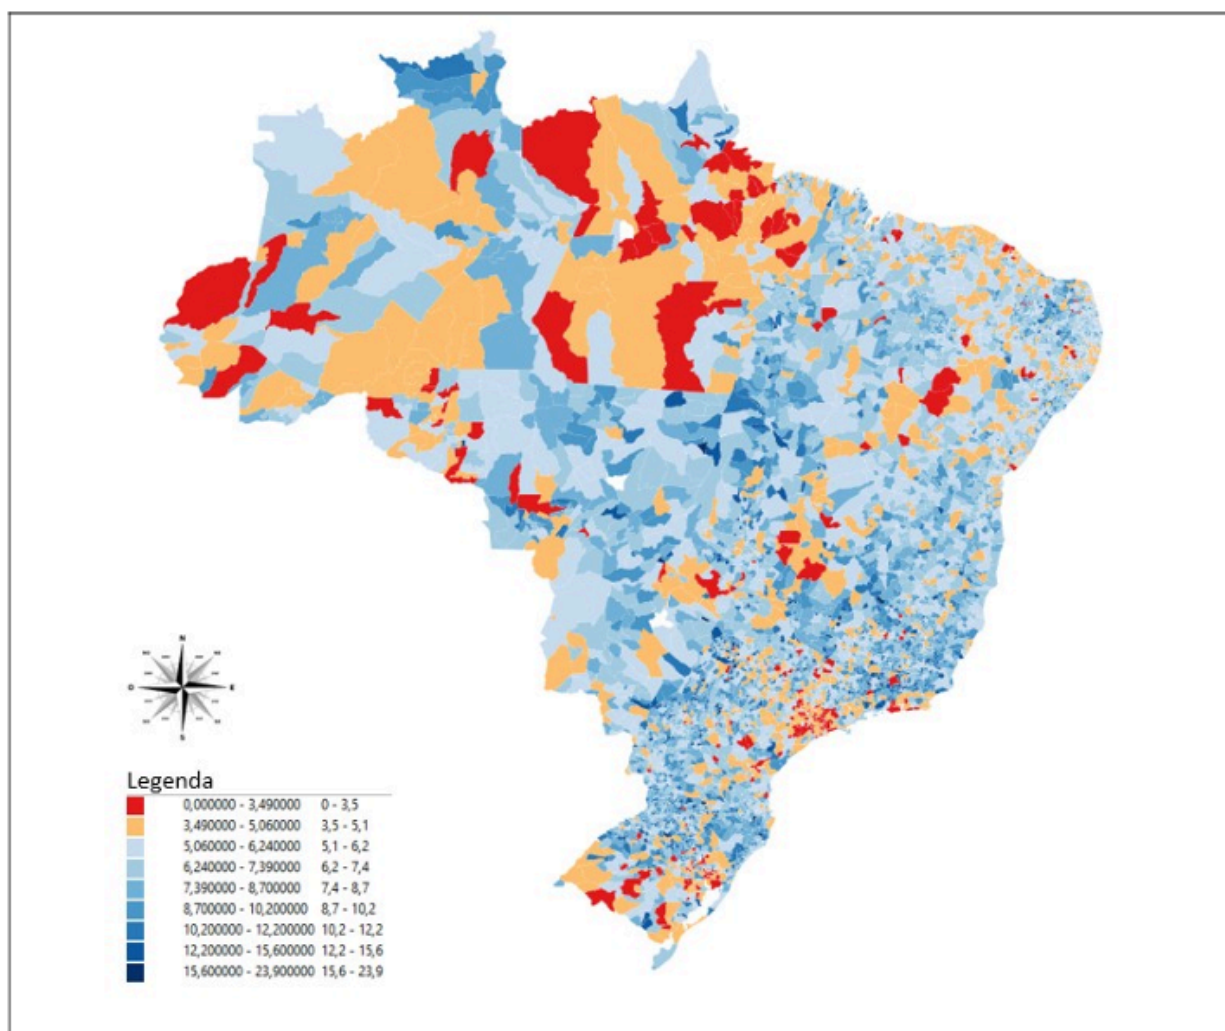 N
O E
S
Legenda
0,000000 - 3,490000 0 - 3,5
3,490000 - 5,060000 3,5 - 5,1
5,060000 - 6,240000 5,1 - 6,2
6,240000 - 7,390000 6,2 - 7,4
7,390000 - 8,700000 7,4 - 8,7
8,700000 - 10,200000 8,7 - 10,2
10,200000 - 12,200000 10,2 - 12,2
12,200000 - 15,600000 12,2 - 15,6
15,600000 - 23,900000 15,6 - 23,9